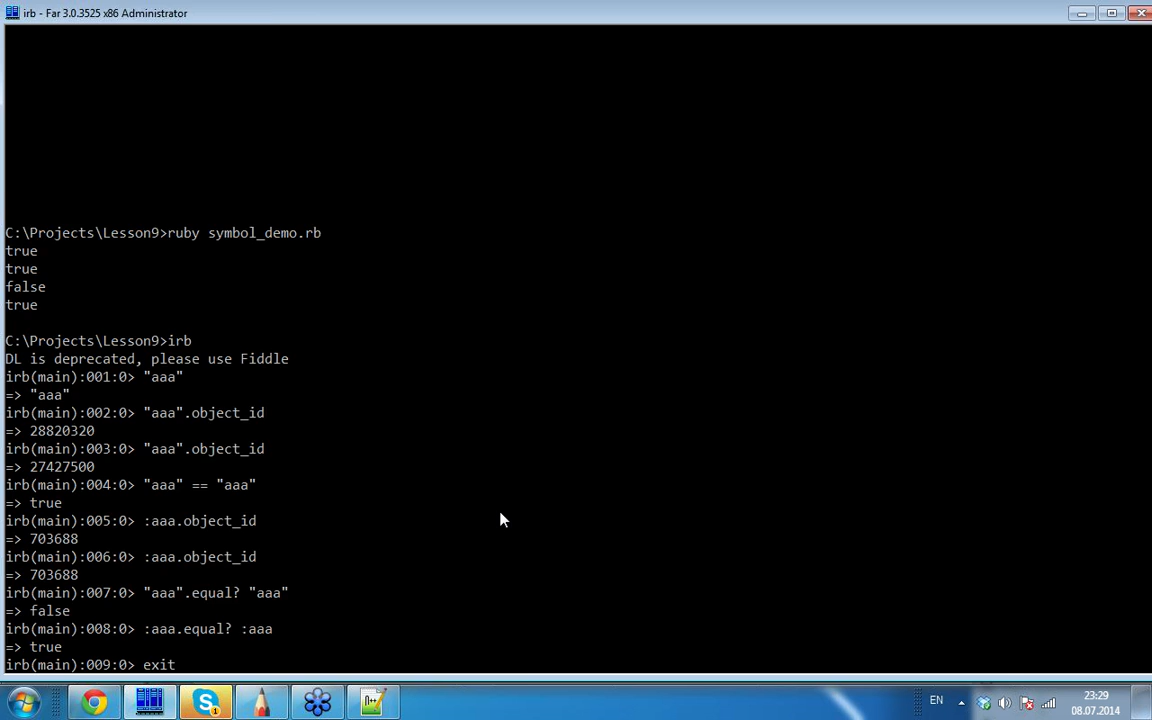 irb - Far 3.0.3525 x86 Administrator
C:\Projects\Lesson9>ruby symbol_demo.rb
true
true
false
true
C:\Projects\Lesson9>irb
DL is deprecated, please use Fiddle
irb(main):001:0> "aaa"
=> "aaa"
irb(main):002:0> "aaa".object_id
=> 28820320
irb(main):003:0> "aaa".object_id
=> 27427500
irb(main):004:0> "aaa" == "aaa"
=> true
irb(main):005:0> :aaa.object_id
=> 703688
irb(main):006:0> :aaa.object_id
=> 703688
irb(main):007:0> "aaa".equal? "aaa"
=> false
irb(main):008:0> :aaa.equal? :aaa
=> true
irb(main):009:0> exit
EN
23:29
08.07.2014